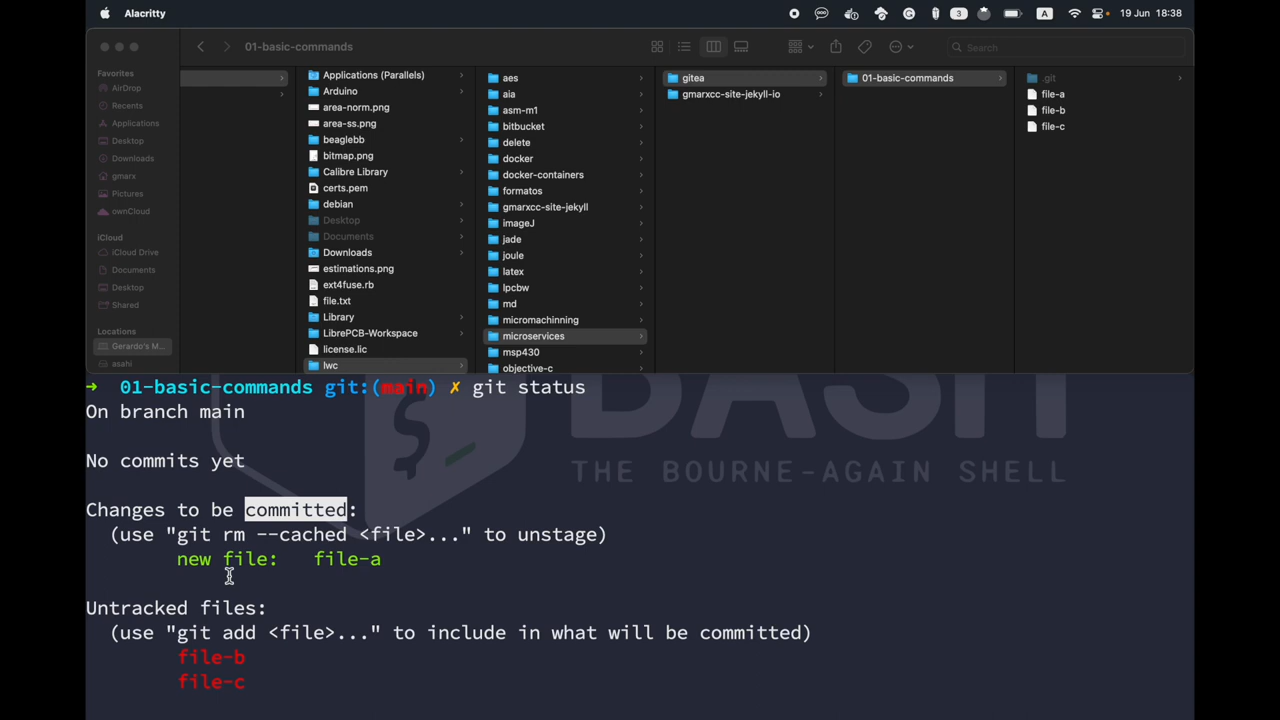 Alacritty
3
A
19 Jun 18:38
01-basic-commands
Search
Favorites
AirDrop
Recents
Applications
Desktop
Downloads
gmarx
Pictures
ownCloud
iCloud
iCloud Drive
Documents
Desktop
Shared
Locations
Gerardo's M...
asahi
Applications (Parallels)
Arduino
area-norm.png
area-ss.png
beaglebb
bitmap.png
Calibre Library
certs.pem
debian
Desktop
Documents
Downloads
estimations.png
ext4fuse.rb
file.txt
Library
LibrePCB-Workspace
license.lic
lwc
aes
aia
asm-m1
bitbucket
delete
docker
docker-containers
formatos
gmarxcc-site-jekyll
imageJ
jade
joule
latex
lpcbw
md
micromachinning
microservices
msp430
objective-c
gitea
gmarxcc-site-jekyll-io
01-basic-commands
.git
file-a
file-b
file-c
➜ 01-basic-commands git:(main) ✗ git status
On branch main
No commits yet
Changes to be committed:
(use "git rm --cached <file>..." to unstage)
new file: file-a
Untracked files:
(use "git add <file>..." to include in what will be committed)
file-b
file-c
BASH
THE BOURNE-AGAIN SHELL